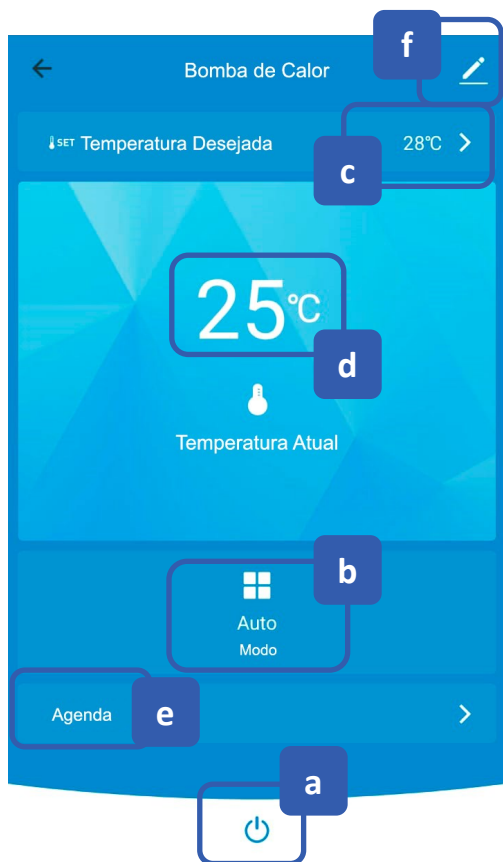 f
Bomba de Calor
SET Temperatura Desejada 28°C
c
25°C
d
Temperatura Atual
b
Auto
Modo
Agenda e
a